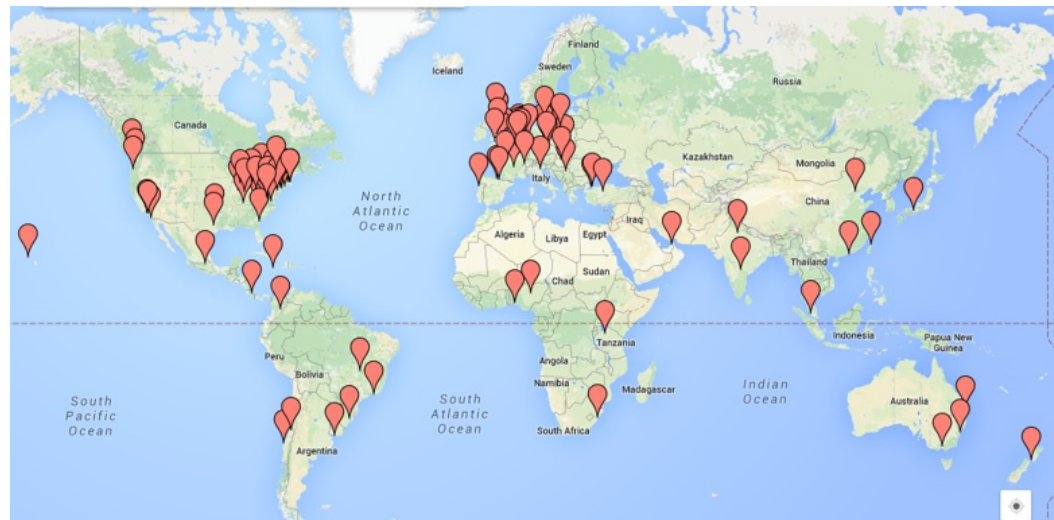 Finland
Sweden
Iceland
Russia
Canada
Kazakhstan
Mongolia
Italy
China
North
Atlantic
Ocean
Iraq
Algeria
Libya
Egypt
Thailand
Sudan
Chad
Indonesia
Papua New
Guinea
Tanzania
Peru
Bolivia
Angola
Namibia
Madagascar
Indian
Ocean
South
Pacific
Ocean
South
Atlantic
Ocean
Australia
South Africa
Argentina